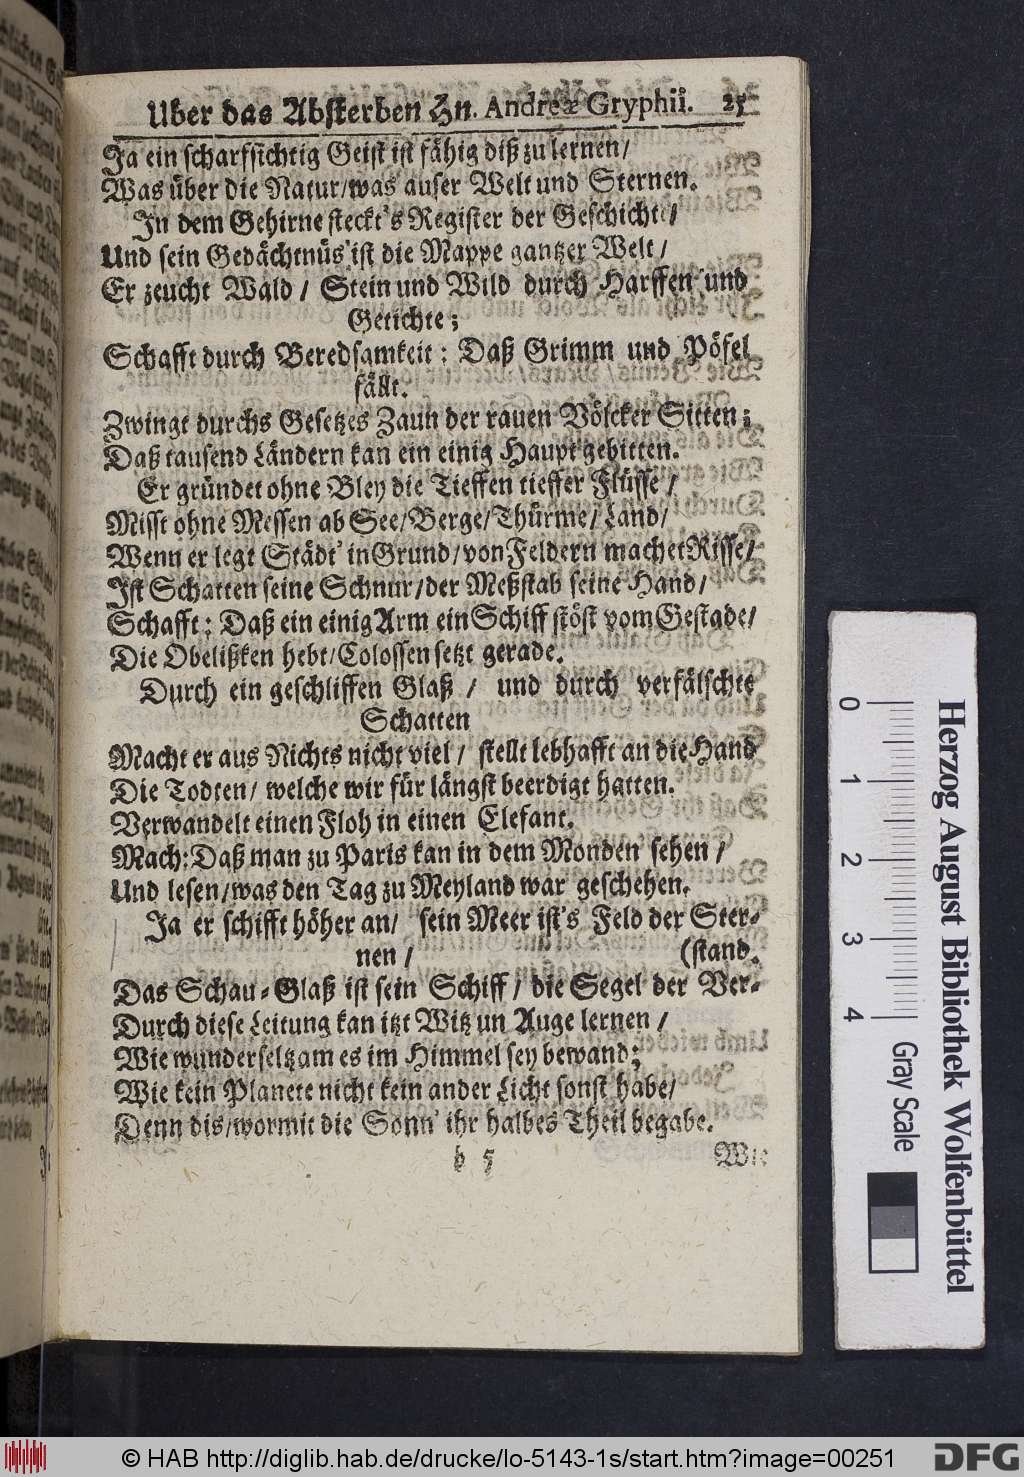 Uber das Absterben Hn. Andreæ Gryphii. 25
Ja ein scharfsichtig Geist ist fähig diß zu lernen/
Was über die Natur/was auser Welt und Sternen.
In dem Gehirne steckt's Register der Geschichte/
Und sein Gedächtnüs ist die Mappe gantzer Welt/
Er zeucht Wald / Stein und Wild durch Harffen und
Getichte;
Schafft durch Beredsamkeit: Daß Grimm und Pöfel
fällt.
Zwingt durchs Gesetzes Zaun der rauen Völcker Sitten;
Daß tausend Ländern kan ein einig Haupt gebitten.
Er gründet ohne Bley die Tieffen tieffer Flüsse/
Misst ohne Messen ab See/Berge/Thürme/Land/
Wenn er legt Städt' in Grund/von Feldern machet Risse/
Ist Schatten seine Schnur/der Meßstab seine Hand/
Schafft: Daß ein einig Arm ein Schiff stöst vom Gestade/
Die Obelißken hebt/Colossen setzt gerade.
Durch ein geschliffen Glaß / und durch verfälschte
Schatten
Macht er aus Nichts nicht viel/ stellt lebhafft an die Hand
Die Todten/ welche wir für längst beerdigt hatten.
Verwandelt einen Floh in einen Elefant.
Mach: Daß man zu Paris kan in dem Monden sehen/
Und lesen/was den Tag zu Meyland war geschehen.
Ja er schifft höher an/ sein Meer ist's Feld der Ster-
nen / (stand.
Das Schau-Glaß ist sein Schiff/ die Segel der Ver-
Durch diese Leitung kan itzt Witz un Auge lernen /
Wie wunderseltzam es im Himmel sey bewand;
Wie kein Planete nicht kein ander Licht sonst habe/
Denn dis/wormit die Sonn' ihr halbes Theil begabe.
b 5 Wie
0 1 2 3 4
Gray Scale
Herzog August Bibliothek Wolfenbüttel
© HAB http://diglib.hab.de/drucke/lo-5143-1s/start.htm?image=00251
DFG